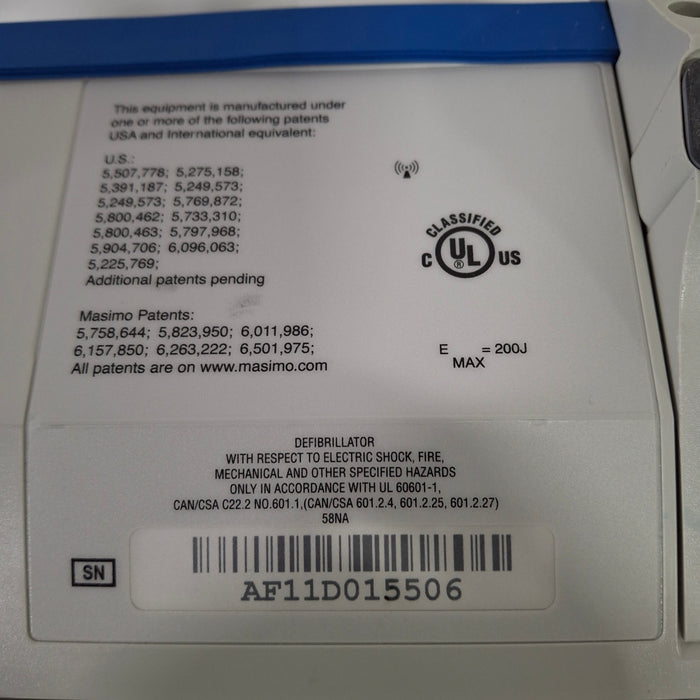 This equipment is manufactured under
one or more of the following patents
USA and International equivalent:
U.S.:
5,507,778; 5,275,158;
5,391,187; 5,249,573;
5,249,573; 5,769,872;
5,800,462; 5,733,310;
5,800,463; 5,797,968;
5,904,706; 6,096,063;
5,225,769;
Additional patents pending
Masimo Patents:
5,758,644; 5,823,950; 6,011,986;
6,157,850; 6,263,222; 6,501,975;
All patents are on www.masimo.com
CLASSIFIED
C UL ® US
E MAX = 200J
DEFIBRILLATOR
WITH RESPECT TO ELECTRIC SHOCK, FIRE,
MECHANICAL AND OTHER SPECIFIED HAZARDS
ONLY IN ACCORDANCE WITH UL 60601-1,
CAN/CSA C22.2 NO.601.1,(CAN/CSA 601.2.4, 601.2.25, 601.2.27)
58NA
SN
AF11D015506